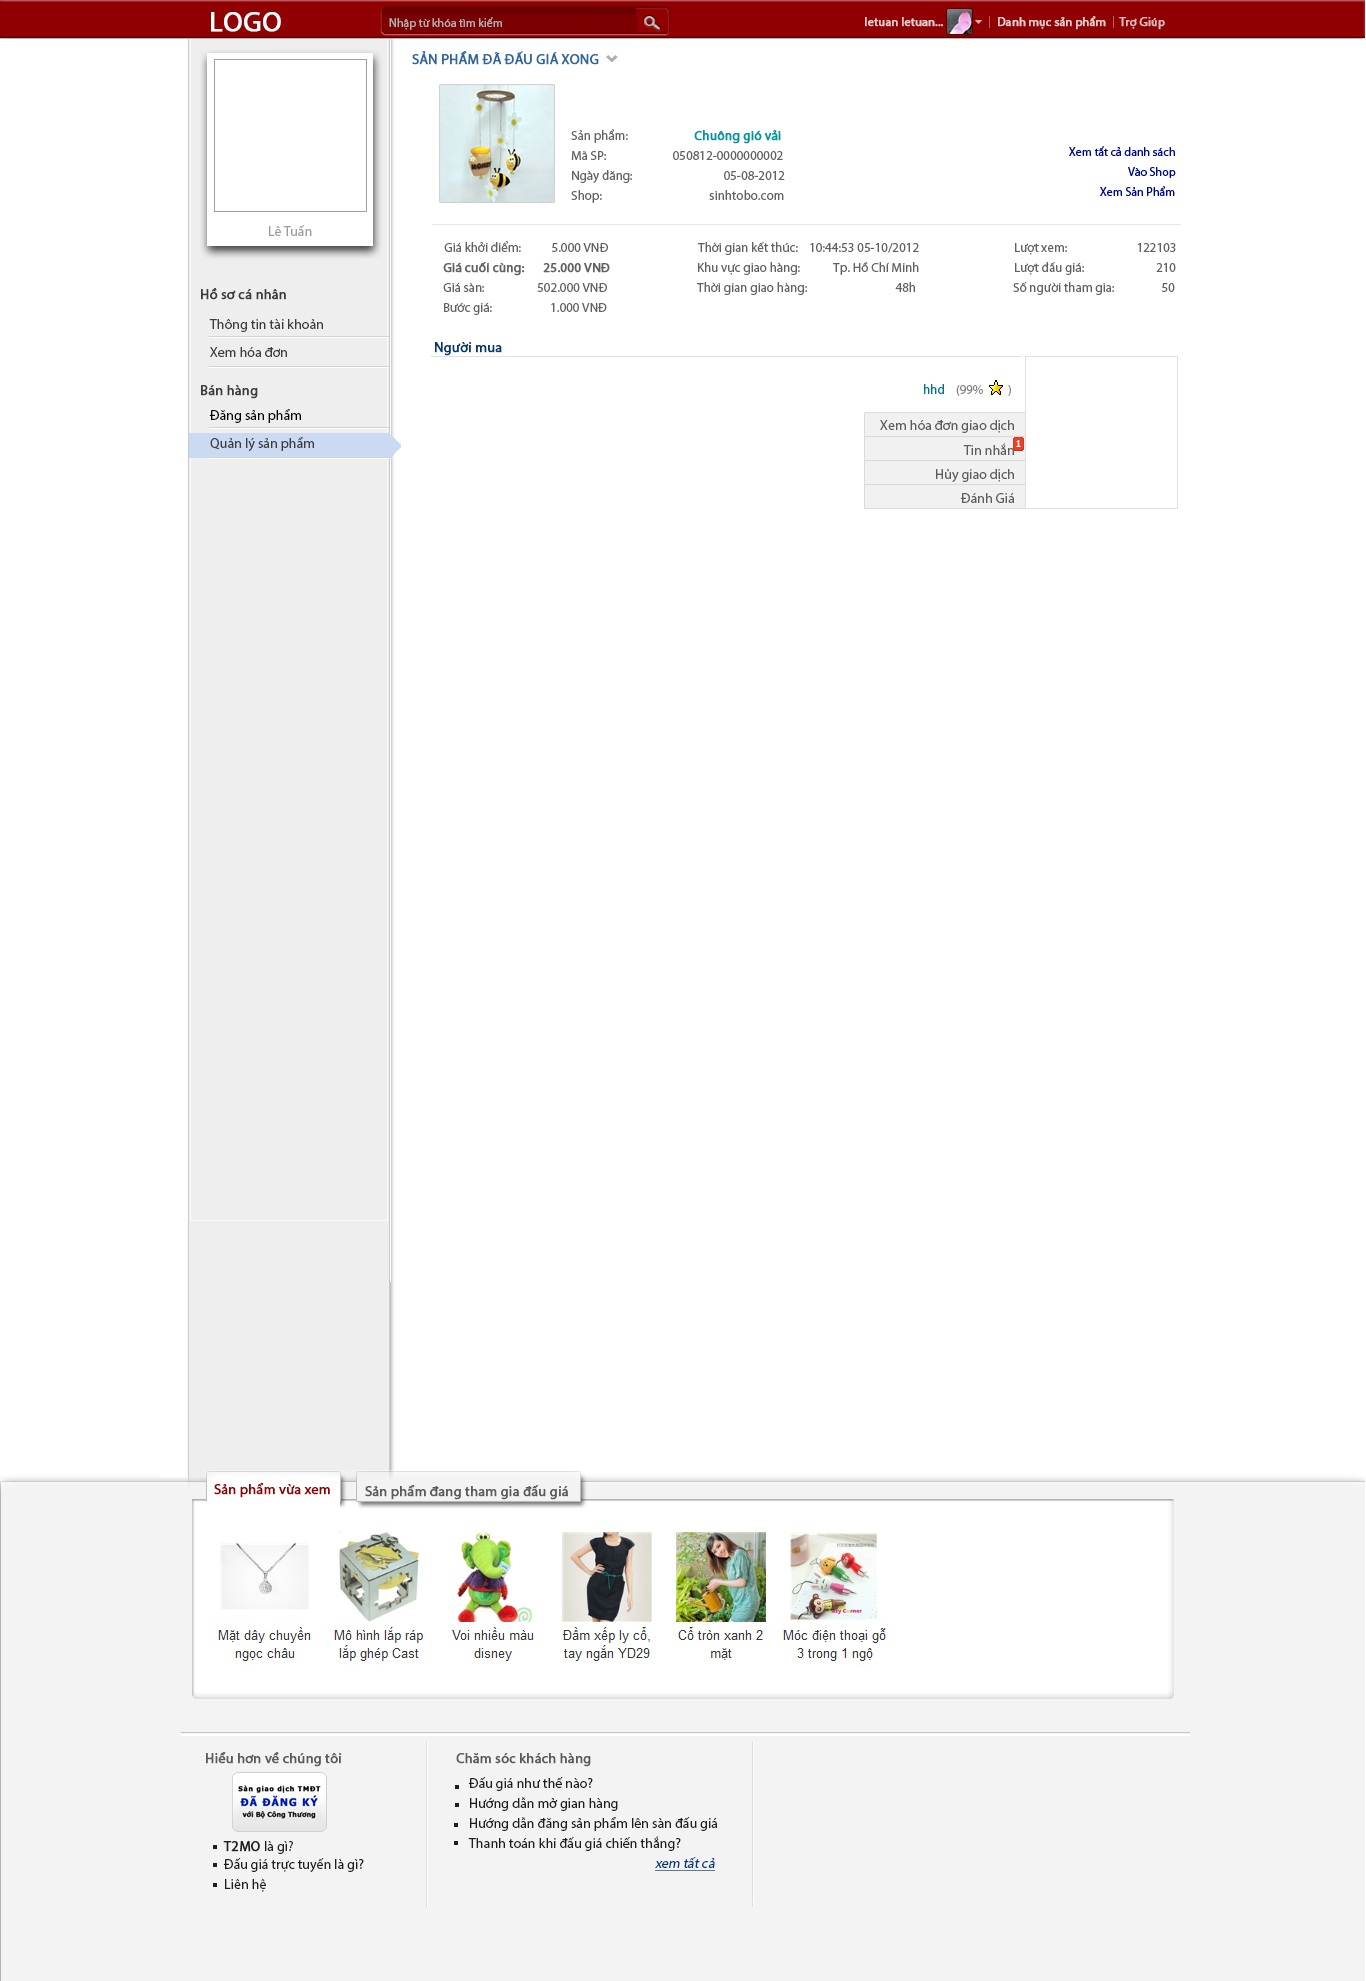 LOGO
Nhập từ khóa tìm kiếm
letuan letuan...
Danh mục sản phẩm
Trợ Giúp
Lê Tuấn
Hồ sơ cá nhân
Thông tin tài khoản
Xem hóa đơn
Bán hàng
Đăng sản phẩm
Quản lý sản phẩm
SẢN PHẨM ĐÃ ĐẤU GIÁ XONG
HONEY
Sản phẩm: Chuông gió vải
Mã SP: 050812-0000000002
Ngày đăng: 05-08-2012
Shop: sinhtobo.com
Xem tất cả danh sách
Vào Shop
Xem Sản Phẩm
Giá khởi điểm: 5.000 VNĐ
Giá cuối cùng: 25.000 VNĐ
Giá sàn: 502.000 VNĐ
Bước giá: 1.000 VNĐ
Thời gian kết thúc: 10:44:53 05-10/2012
Khu vực giao hàng: Tp. Hồ Chí Minh
Thời gian giao hàng: 48h
Lượt xem: 122103
Lượt đấu giá: 210
Số người tham gia: 50
Người mua
hhd (99% )
Xem hóa đơn giao dịch
Tin nhắn 1
Hủy giao dịch
Đánh Giá
Sản phẩm vừa xem
Sản phẩm đang tham gia đấu giá
Mặt dây chuyền
ngọc châu
Mô hình lắp ráp
lắp ghép Cast
Voi nhiều màu
disney
Đầm xếp ly cổ,
tay ngắn YD29
Cổ tròn xanh 2
mặt
Móc điện thoại gỗ
3 trong 1 ngộ
Hiểu hơn về chúng tôi
Sàn giao dịch TMĐT
ĐÃ ĐĂNG KÝ
với Bộ Công Thương
T2MO là gì?
Đấu giá trực tuyến là gì?
Liên hệ
Chăm sóc khách hàng
Đấu giá như thế nào?
Hướng dẫn mở gian hàng
Hướng dẫn đăng sản phẩm lên sàn đấu giá
Thanh toán khi đấu giá chiến thắng?
xem tất cả